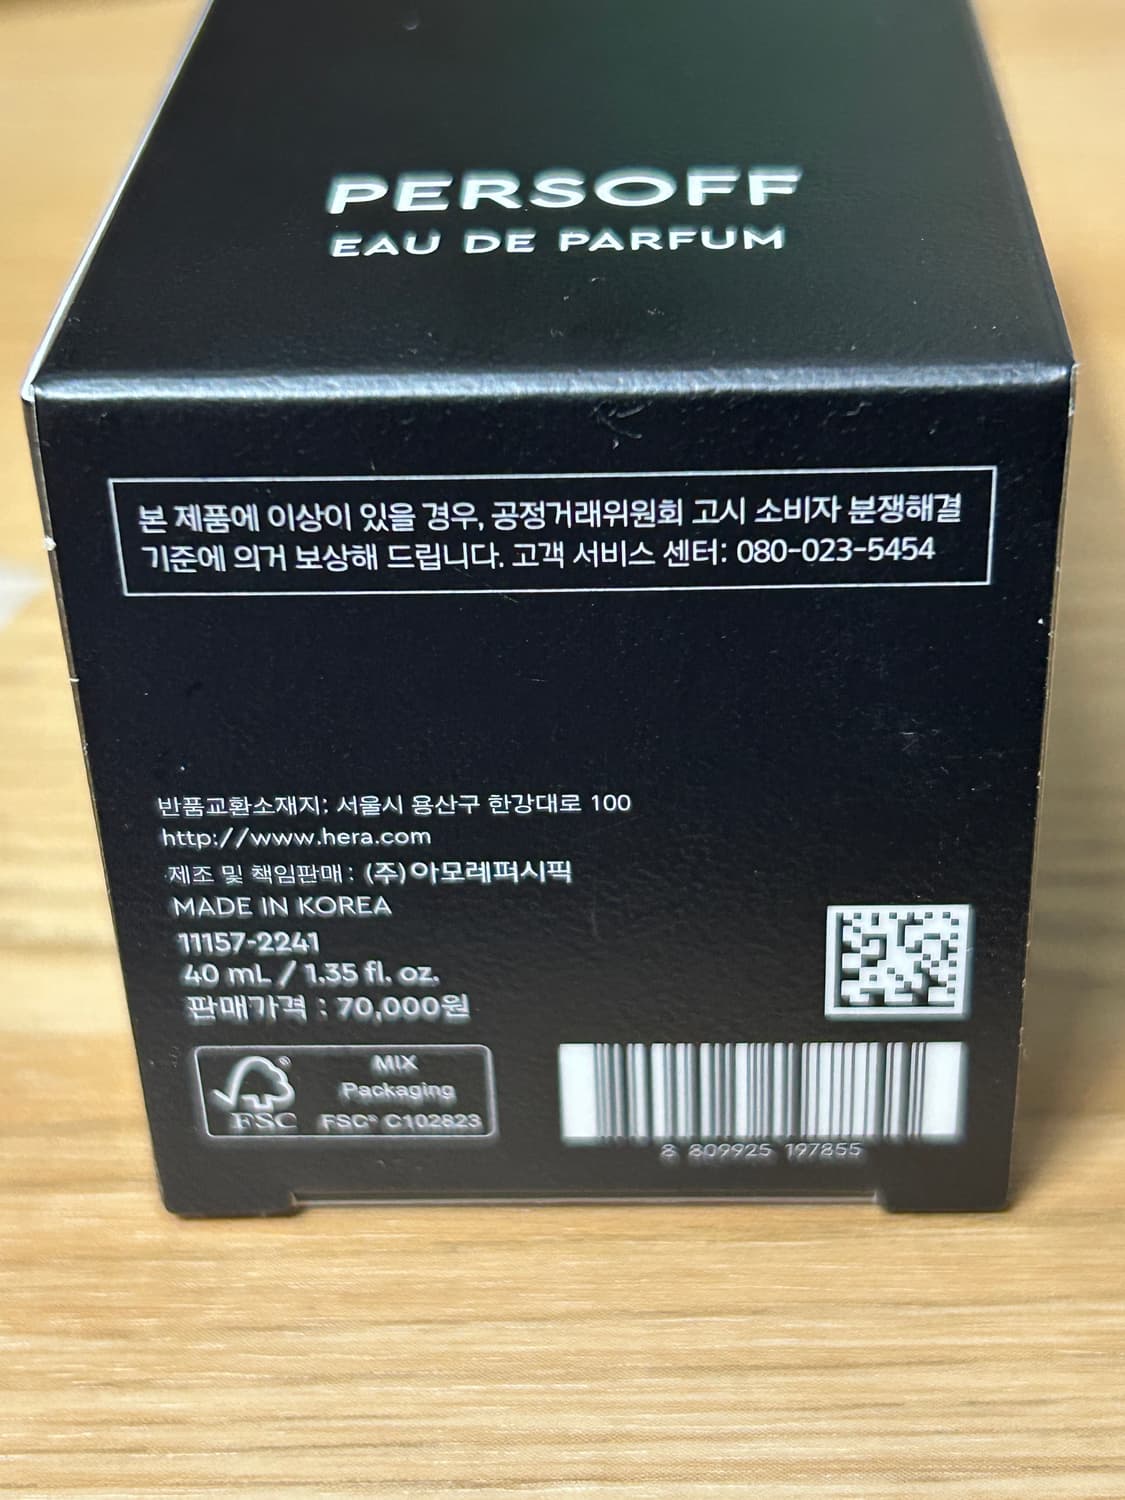 PERSOFF
EAU DE PARFUM
본 제품에 이상이 있을 경우, 공정거래위원회 고시 소비자 분쟁해결
기준에 의거 보상해 드립니다. 고객 서비스 센터: 080-023-5454
반품교환소재지: 서울시 용산구 한강대로 100
http://www.hera.com
제조 및 책임판매 : (주)아모레퍼시픽
MADE IN KOREA
11157-2241
40 mL / 1.35 fl. oz.
판매가격 : 70,000원
MIX
Packaging
FSC® FSC® C102823
8 809925 197855